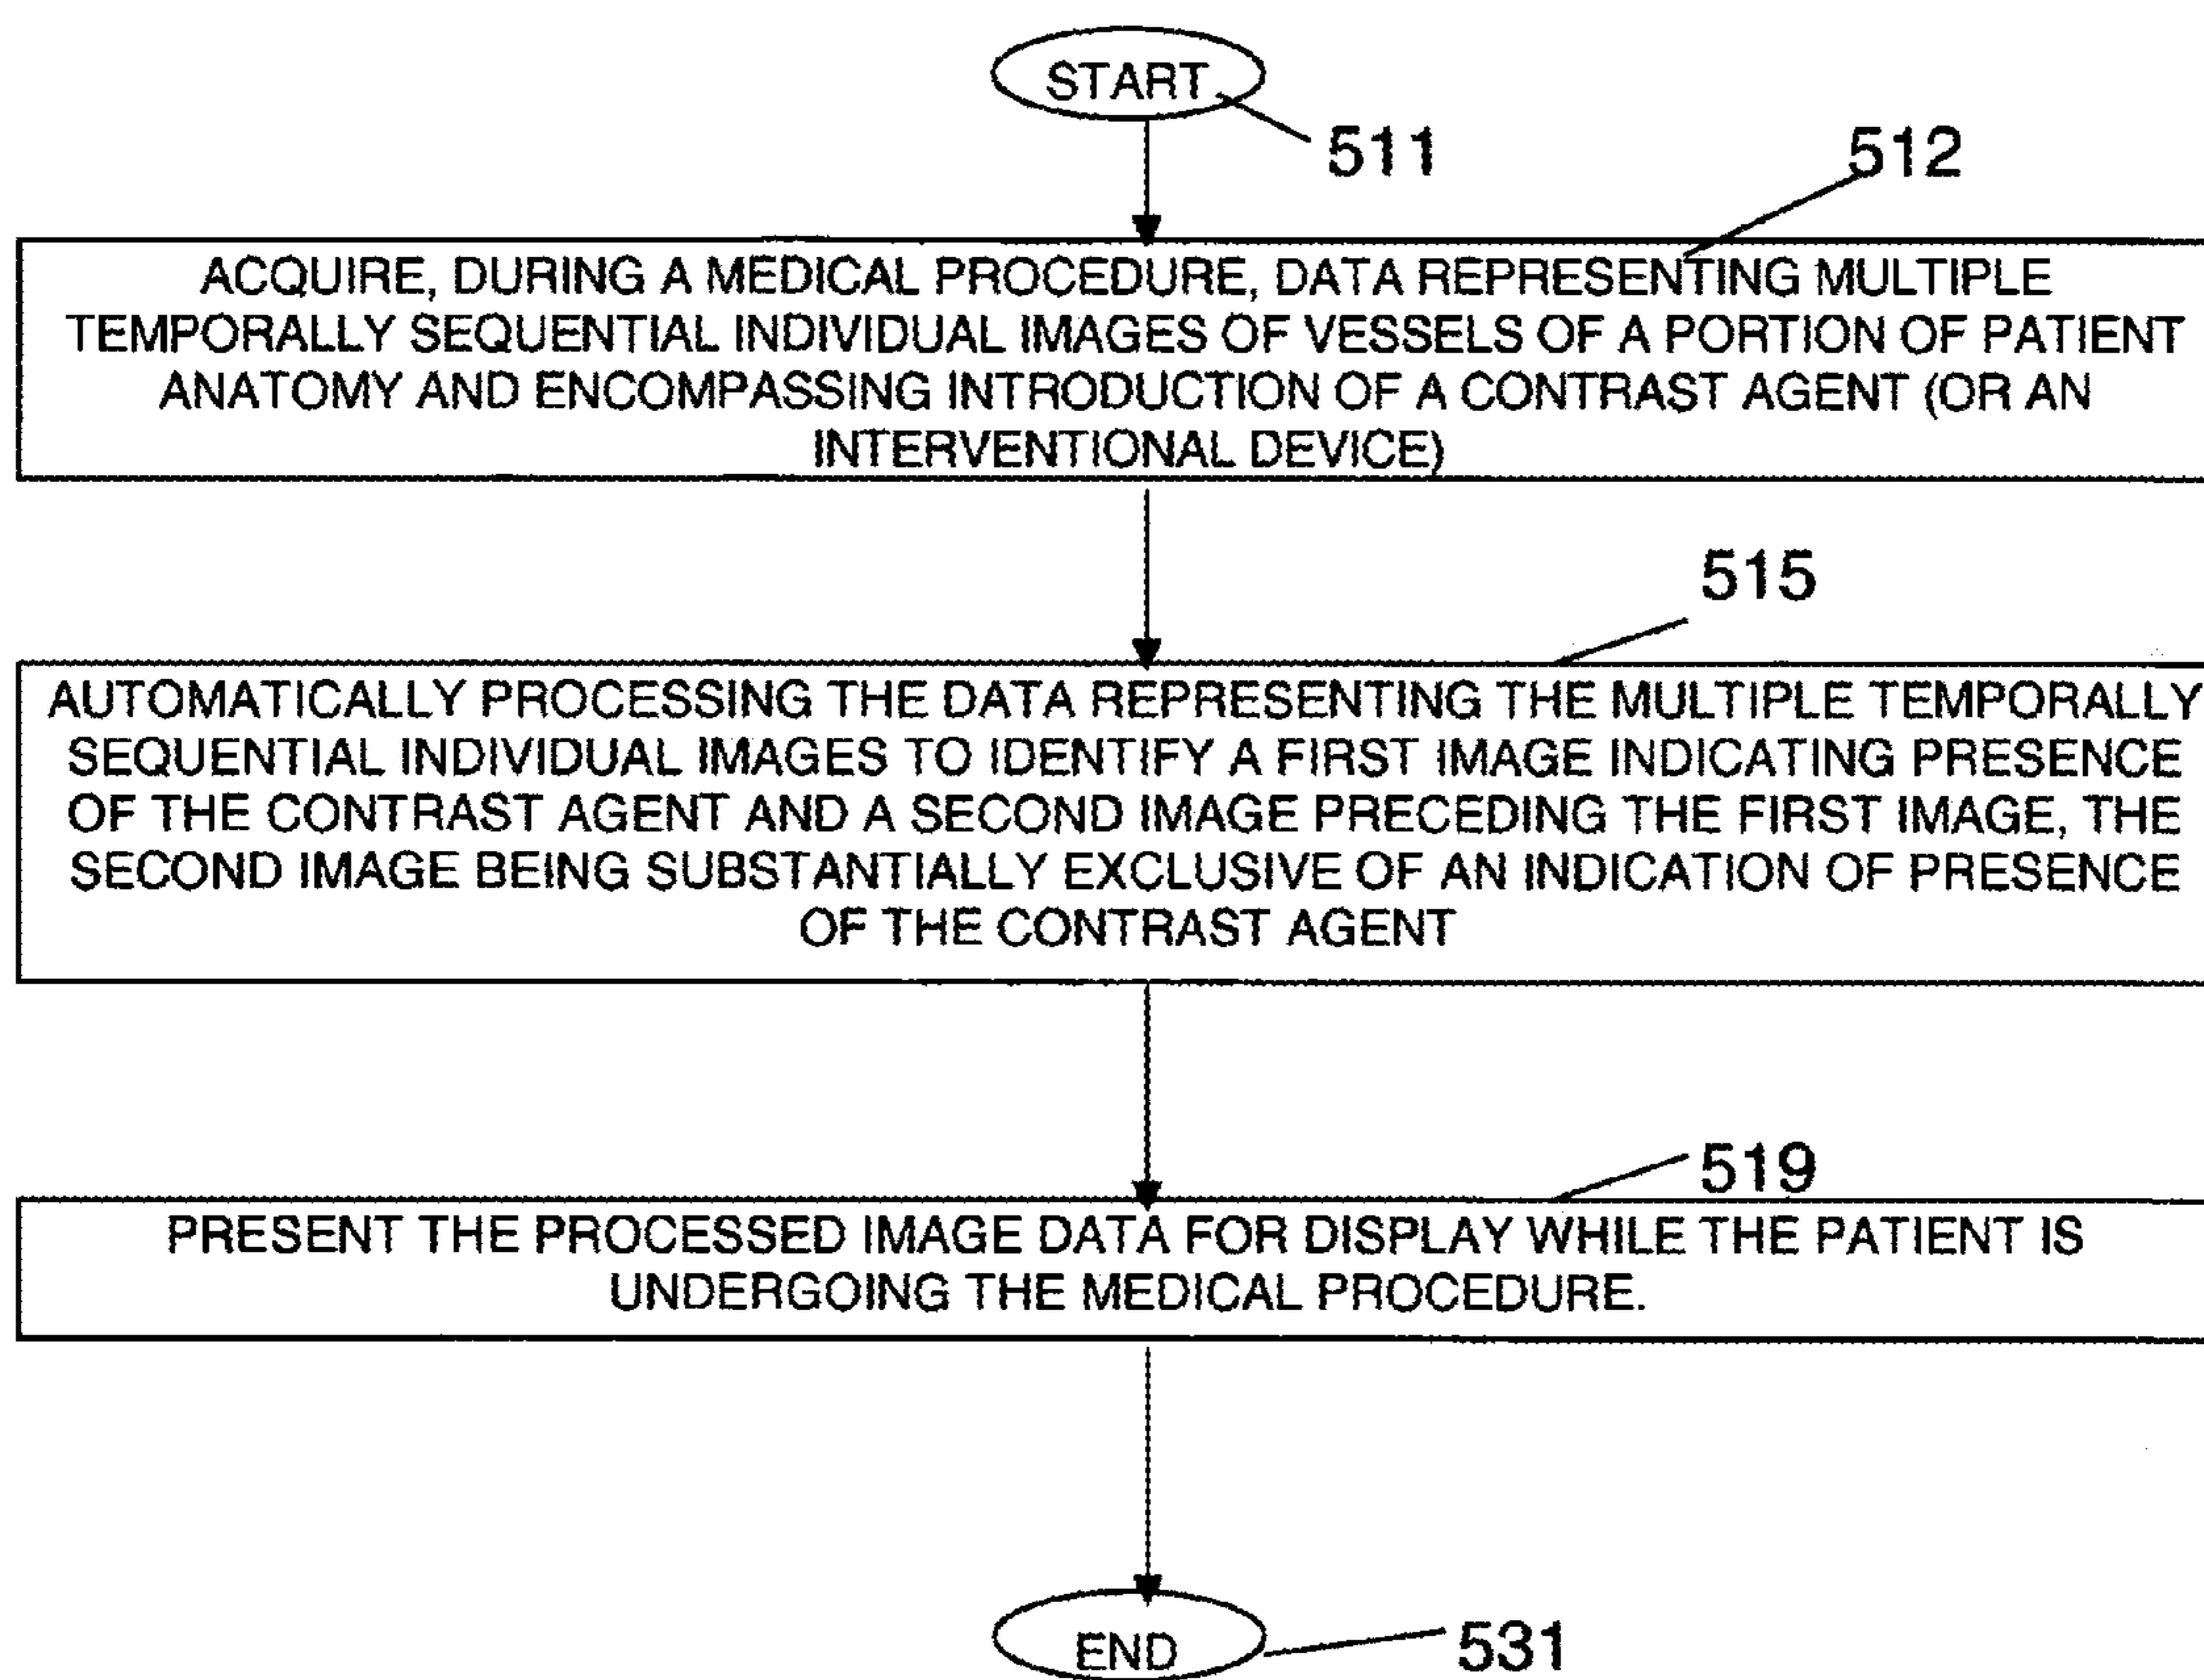 START
511
512
ACQUIRE, DURING A MEDICAL PROCEDURE, DATA REPRESENTING MULTIPLE
TEMPORALLY SEQUENTIAL INDIVIDUAL IMAGES OF VESSELS OF A PORTION OF PATIENT
ANATOMY AND ENCOMPASSING INTRODUCTION OF A CONTRAST AGENT (OR AN
INTERVENTIONAL DEVICE)
515
AUTOMATICALLY PROCESSING THE DATA REPRESENTING THE MULTIPLE TEMPORALLY
SEQUENTIAL INDIVIDUAL IMAGES TO IDENTIFY A FIRST IMAGE INDICATING PRESENCE
OF THE CONTRAST AGENT AND A SECOND IMAGE PRECEDING THE FIRST IMAGE, THE
SECOND IMAGE BEING SUBSTANTIALLY EXCLUSIVE OF AN INDICATION OF PRESENCE
OF THE CONTRAST AGENT
519
PRESENT THE PROCESSED IMAGE DATA FOR DISPLAY WHILE THE PATIENT IS
UNDERGOING THE MEDICAL PROCEDURE.
END
531